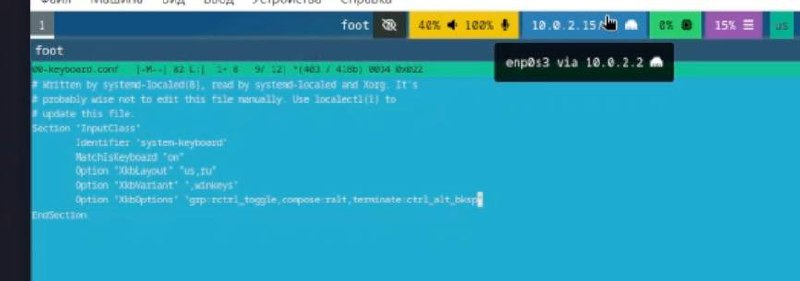 Файл Машина Вид Ввод Устройства Справка
1 foot 40% 100% 10.0.2.15/ 0% 15% us
foot
enp0s3 via 10.0.2.2
00-keyboard.conf [-M--] 82 L:[ 1+ 8 9/ 12] *(403 / 418b) 0034 0x022
# Written by systemd-localed(8), read by systemd-localed and Xorg. It's
# probably wise not to edit this file manually. Use localectl(1) to
# update this file.
Section "InputClass"
Identifier "system-keyboard"
MatchIsKeyboard "on"
Option "XkbLayout" "us,ru"
Option "XkbVariant" ",winkeys"
Option "XkbOptions" "grp:rctrl_toggle,compose:ralt,terminate:ctrl_alt_bksp"
EndSection